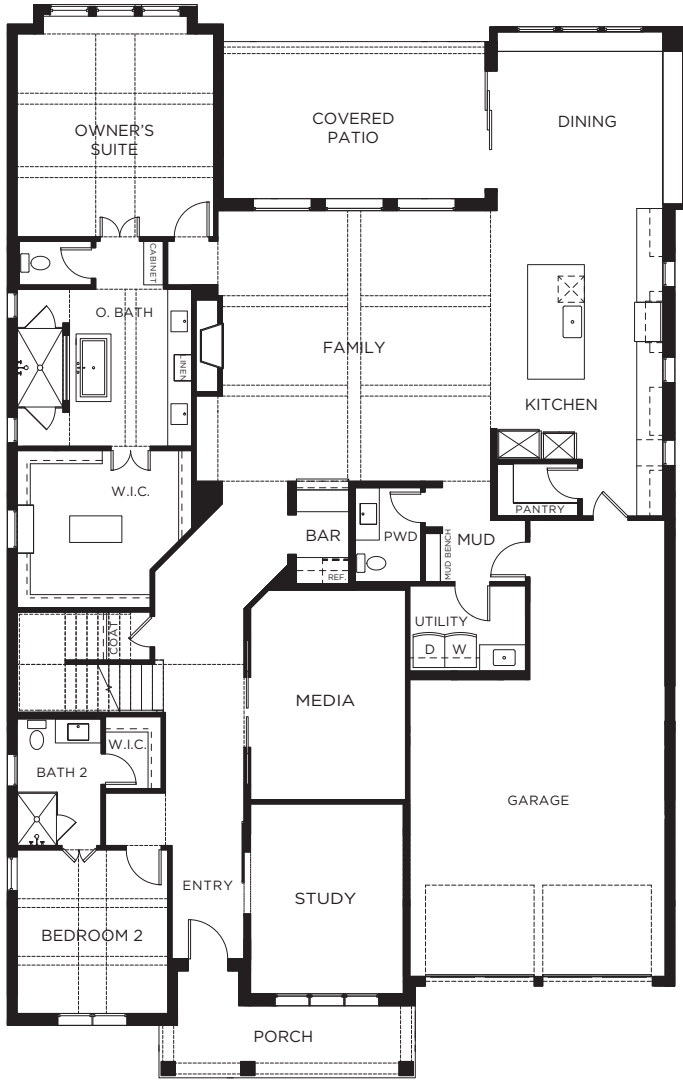 OWNER'S
SUITE
COVERED
PATIO
DINING
CABINET
O. BATH
LINEN
FAMILY
KITCHEN
W.I.C.
PANTRY
BAR
PWD
MUD
MUD BENCH
REF.
COAT
UTILITY
D
W
MEDIA
W.I.C.
BATH 2
GARAGE
ENTRY
STUDY
BEDROOM 2
PORCH